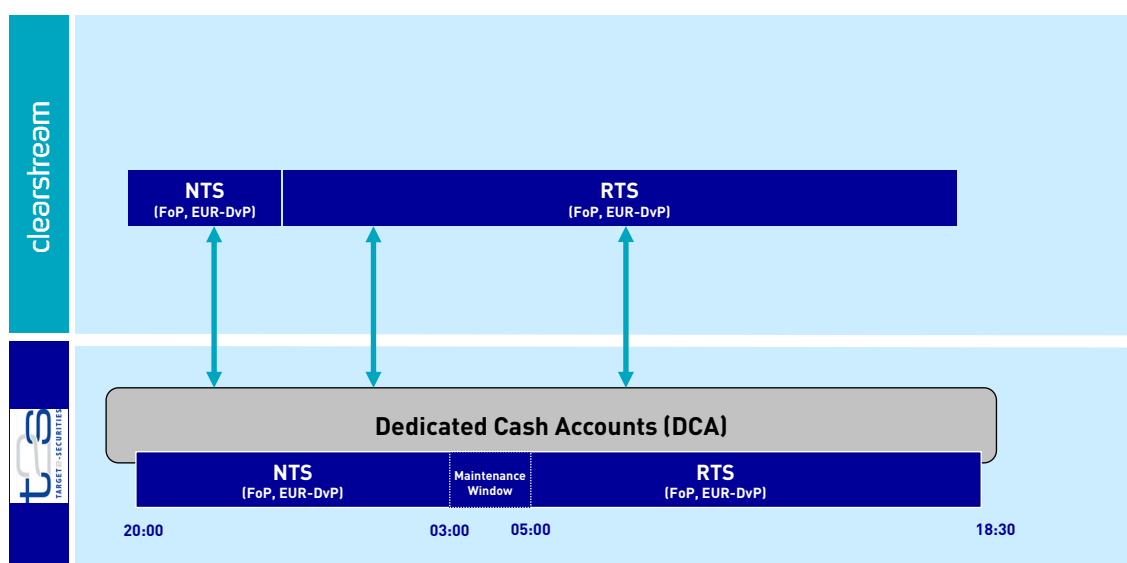 clearstream
NTS
(FoP, EUR-DvP)
RTS
(FoP, EUR-DvP)
Dedicated Cash Accounts (DCA)
t2s
TARGET2-SECURITIES
NTS
(FoP, EUR-DvP)
Maintenance
Window
RTS
(FoP, EUR-DvP)
20:00
03:00
05:00
18:30